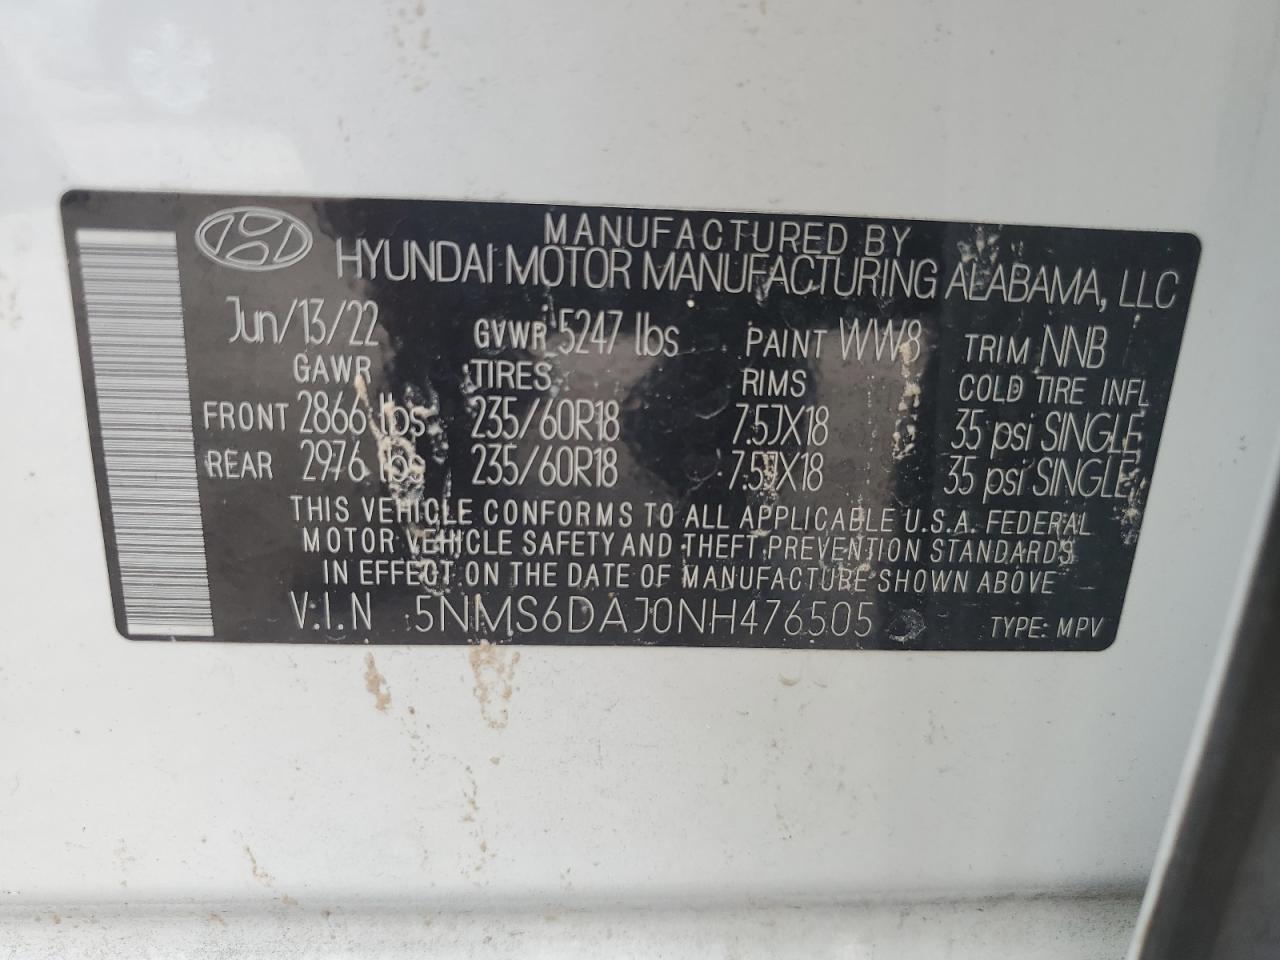 MANUFACTURED BY
HYUNDAI MOTOR MANUFACTURING ALABAMA, LLC
Jun/13/22 GVWR 5247 lbs PAINT WW8 TRIM NNB
GAWR TIRES RIMS COLD TIRE INFL
FRONT 2866 lbs 235/60R18 7.5JX18 35 psi SINGLE
REAR 2976 lbs 235/60R18 7.5JX18 35 psi SINGLE
THIS VEHICLE CONFORMS TO ALL APPLICABLE U.S.A. FEDERAL
MOTOR VEHICLE SAFETY AND THEFT PREVENTION STANDARDS
IN EFFECT ON THE DATE OF MANUFACTURE SHOWN ABOVE
V.I.N 5NMS6DAJ0NH476505 TYPE: MPV